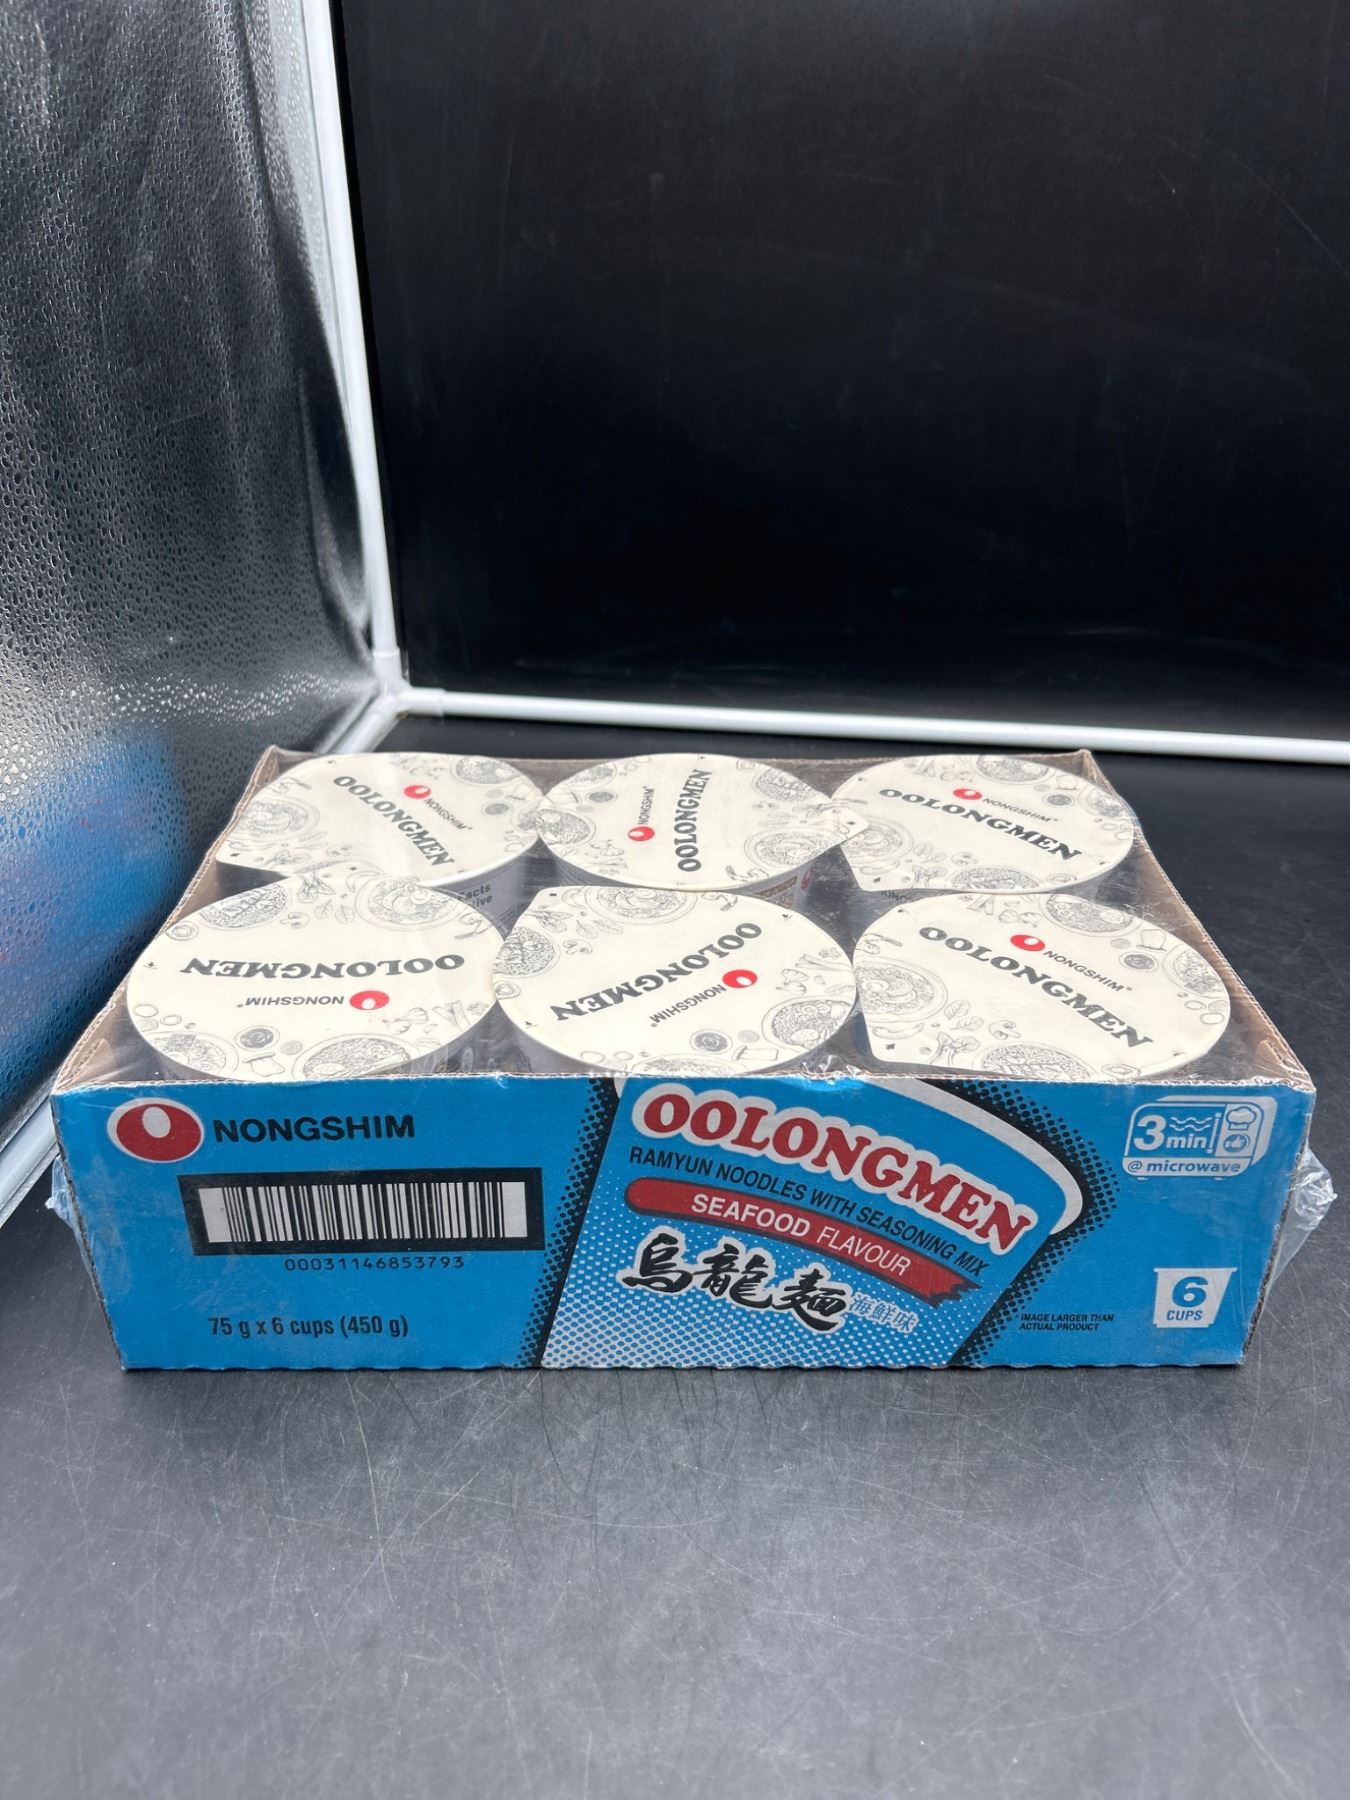 NONGSHIM®
OOLONGMEN
NONGSHIM®
OOLONGMEN
NONGSHIM®
OOLONGMEN
OOLONGMEN
NONGSHIM®
OOLONGMEN
NONGSHIM®
NONGSHIM®
OOLONGMEN
NONGSHIM
00031146853793
75 g x 6 cups (450 g)
OOLONGMEN
RAMYUN NOODLES WITH SEASONING MIX
SEAFOOD FLAVOUR
烏龍麵 海鮮味
* IMAGE LARGER THAN
ACTUAL PRODUCT
3 min
@ microwave
6
CUPS